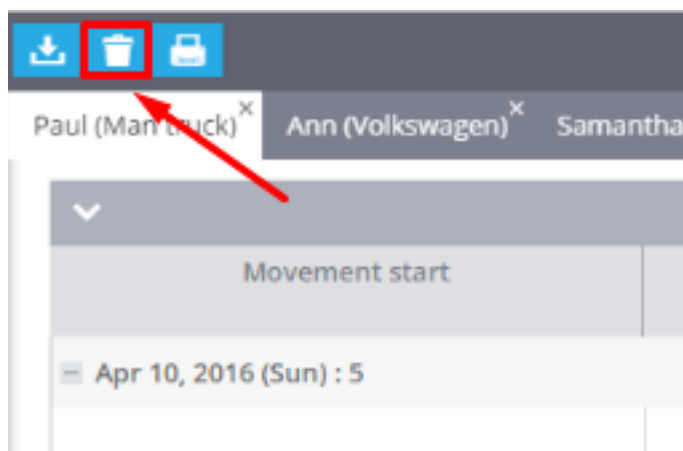 Paul (Man truck) × Ann (Volkswagen) × Samantha
Movement start
Apr 10, 2016 (Sun) : 5